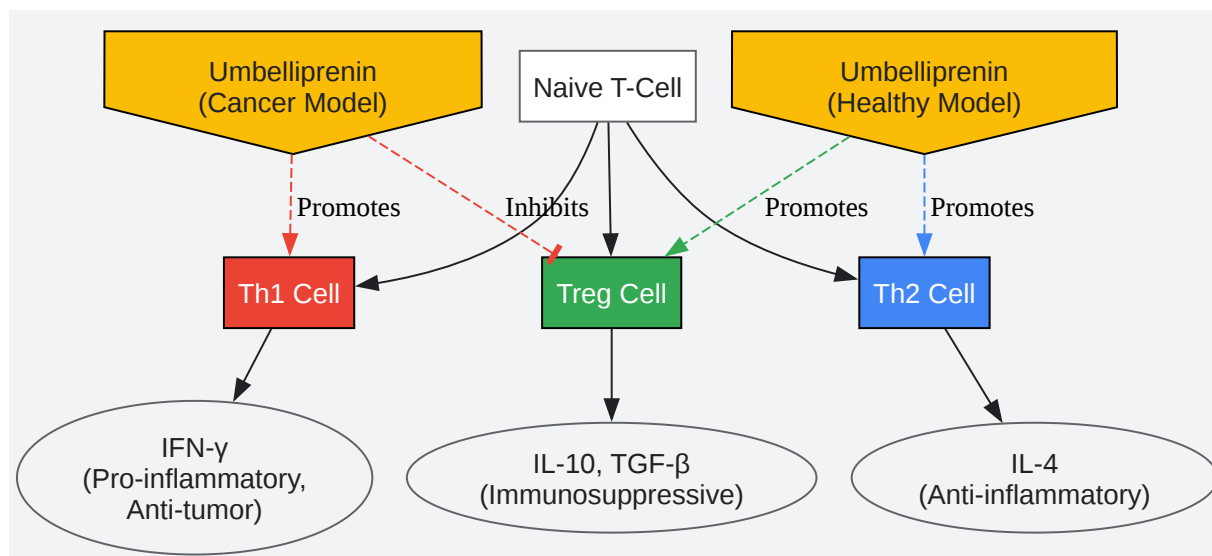 Umbelliprenin
(Cancer Model)
Naive T-Cell
Umbelliprenin
(Healthy Model)
Promotes
Inhibits
Promotes
Promotes
Th1 Cell
Treg Cell
Th2 Cell
IFN-γ
(Pro-inflammatory,
Anti-tumor)
IL-10, TGF-β
(Immunosuppressive)
IL-4
(Anti-inflammatory)